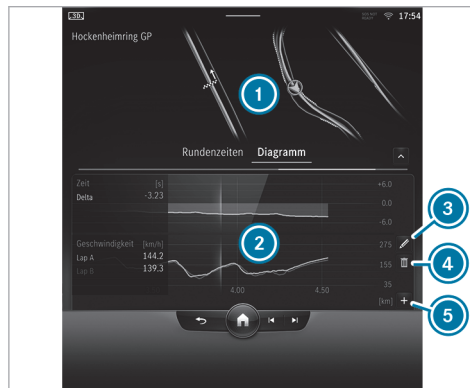 3D
17:54
Hockenheimring GP
1
Rundenzeiten Diagramm
Zeit [s] +6.0
Delta -3.23
0.0
-6.0
3
Geschwindigkeit [km/h] 275
Lap A 144.2
2
155
4
Lap B 139.3
35
4.00 4.50
[km] +
5